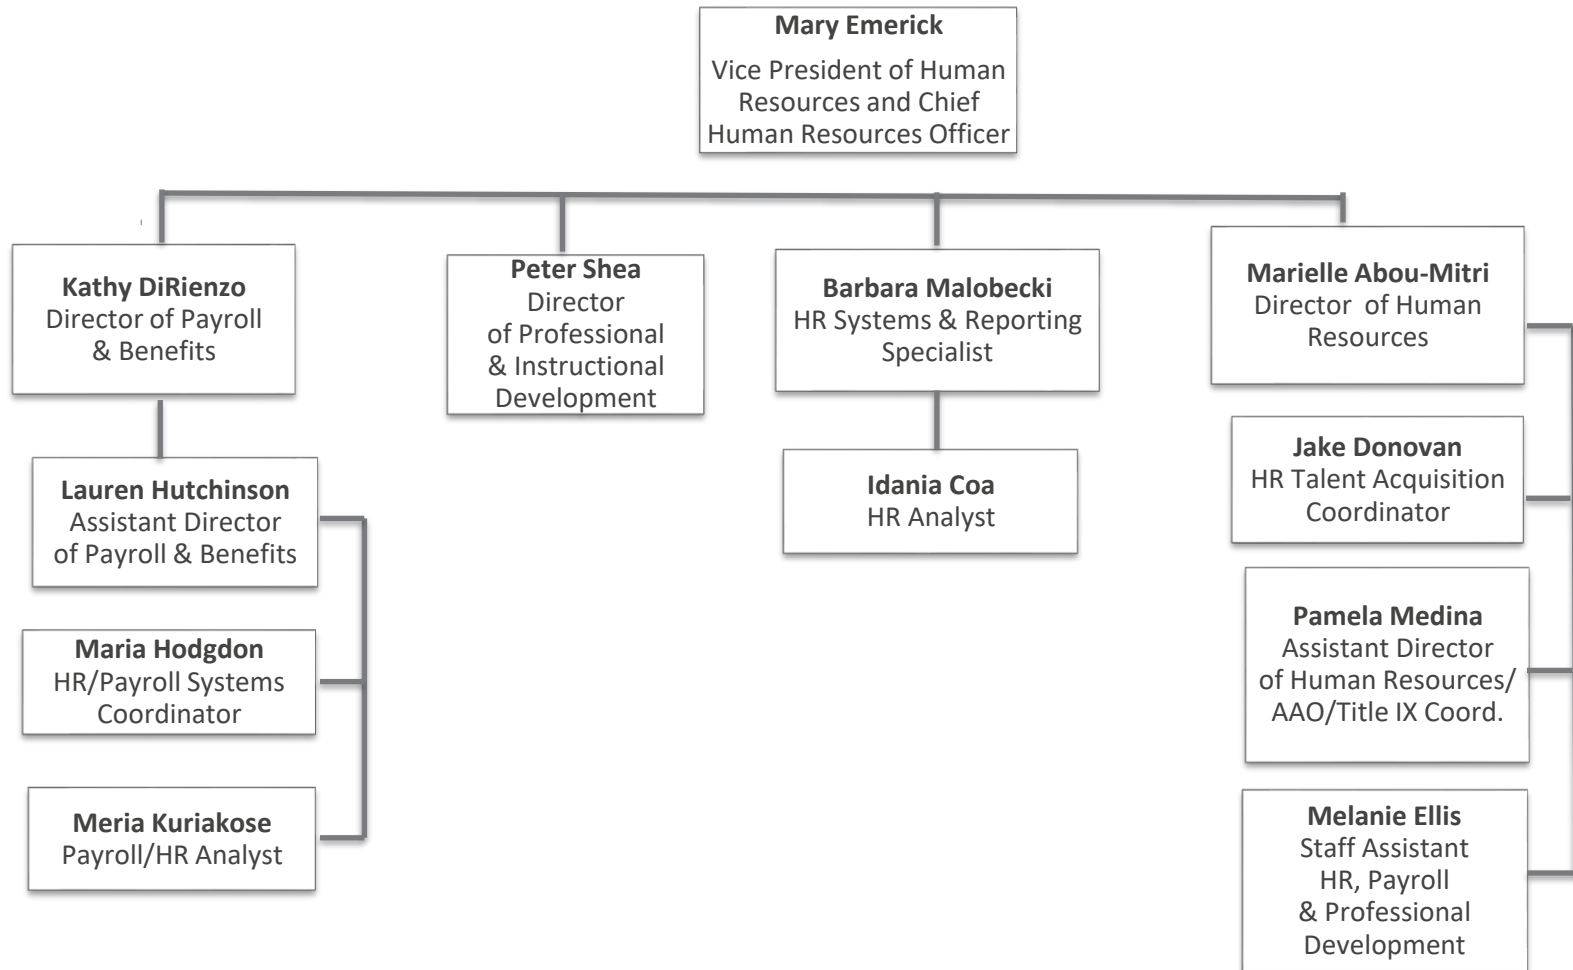 Mary Emerick
Vice President of Human
Resources and Chief
Human Resources Officer
Kathy DiRienzo
Director of Payroll
& Benefits
Peter Shea
Director
of Professional
& Instructional
Development
Barbara Malobecki
HR Systems & Reporting
Specialist
Marielle Abou-Mitri
Director of Human
Resources
Lauren Hutchinson
Assistant Director
of Payroll & Benefits
Idania Coa
HR Analyst
Jake Donovan
HR Talent Acquisition
Coordinator
Maria Hodgdon
HR/Payroll Systems
Coordinator
Pamela Medina
Assistant Director
of Human Resources/
AAO/Title IX Coord.
Meria Kuriakose
Payroll/HR Analyst
Melanie Ellis
Staff Assistant
HR, Payroll
& Professional
Development